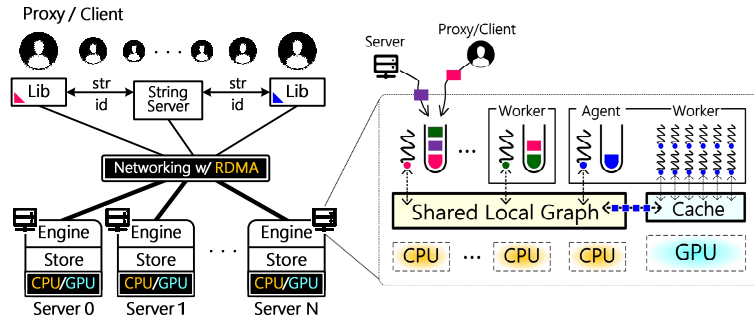 Proxy / Client
. . .
Lib
str
id
String
Server
str
id
Lib
Networking w/ RDMA
Engine
Store
CPU/GPU
Server 0
Engine
Store
CPU/GPU
Server 1
. . .
Engine
Store
CPU/GPU
Server N
Server
Proxy/Client
...
Worker
Agent
Worker
Shared Local Graph
Cache
CPU
...
CPU
CPU
GPU